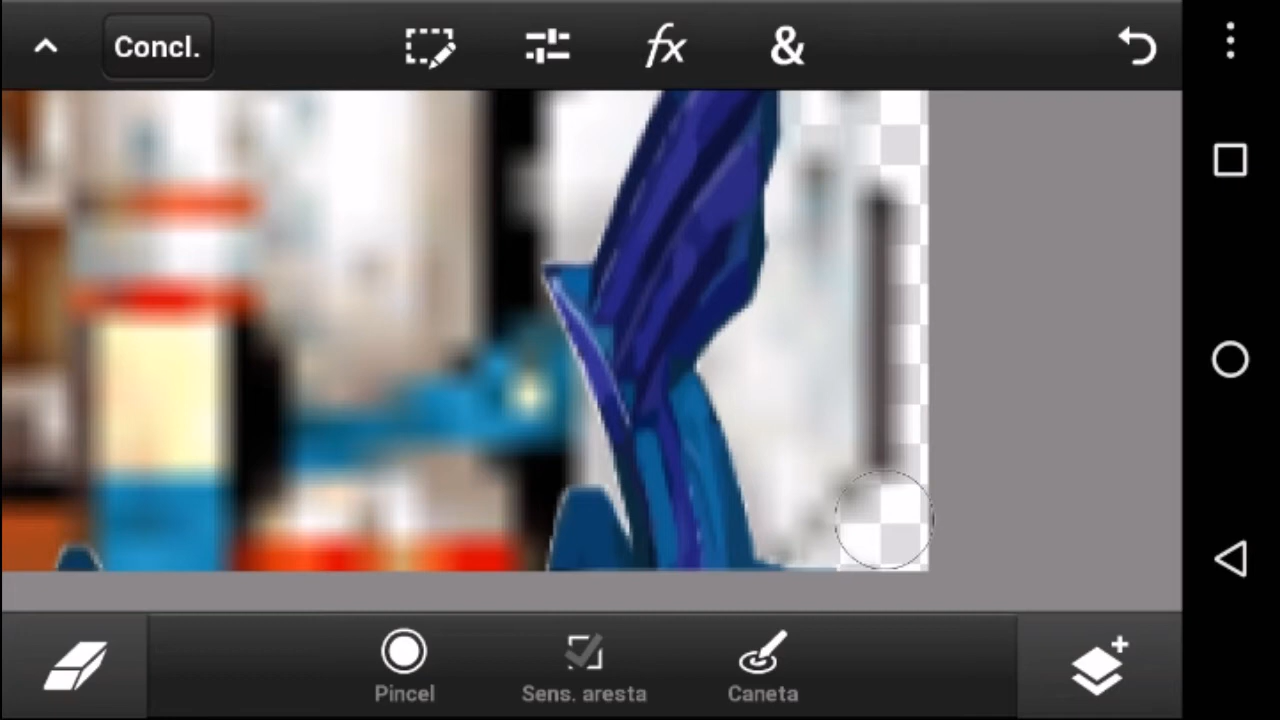 Concl.
fx
&
Pincel
Sens. aresta
Caneta